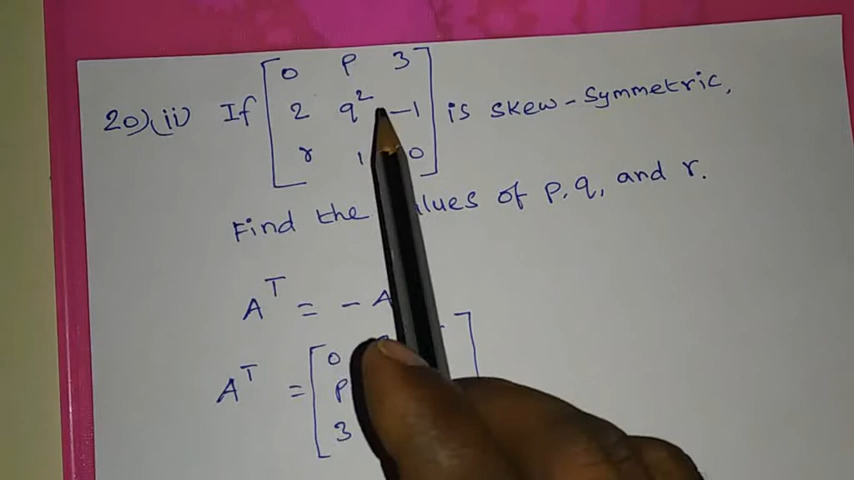 20)(ii) If [ 0 p 3
2 q² -1
r 1 0 ] is skew-symmetric,
Find the values of p, q, and r.
Aᵀ = - A
Aᵀ = [ 0
p
3